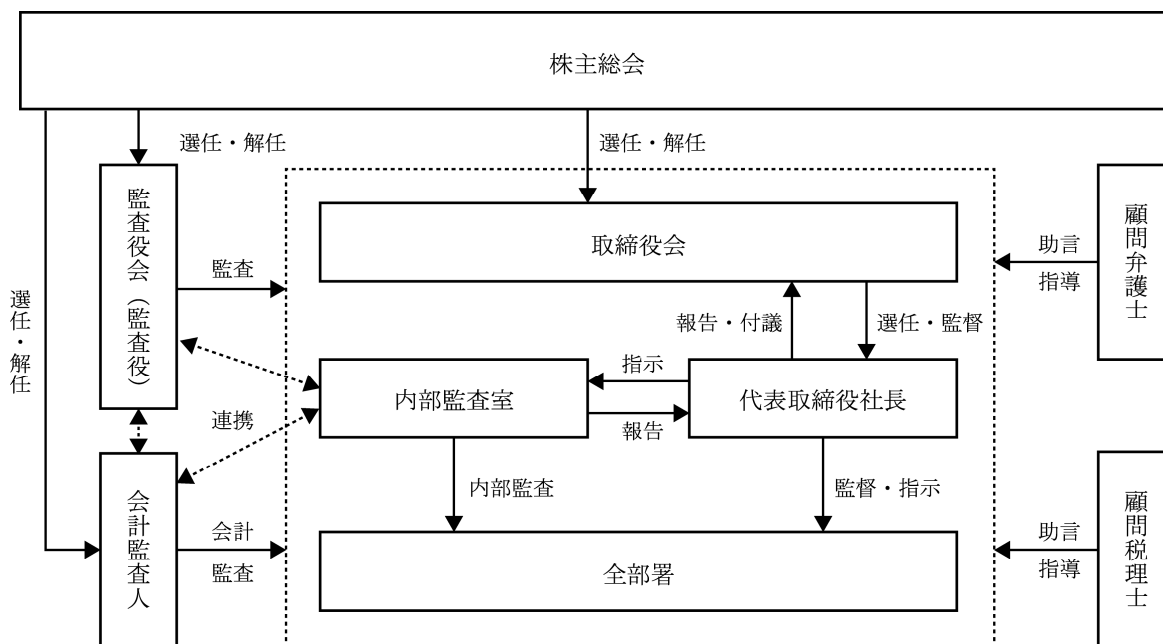 株主総会
選任・解任
選任・解任
選任・解任
監査役会（監査役）
監査
取締役会
報告・付議
選任・監督
指示
報告
内部監査室
代表取締役社長
連携
内部監査
監督・指示
会計監査人
会計
監査
全部署
助言
指導
顧問弁護士
助言
指導
顧問税理士